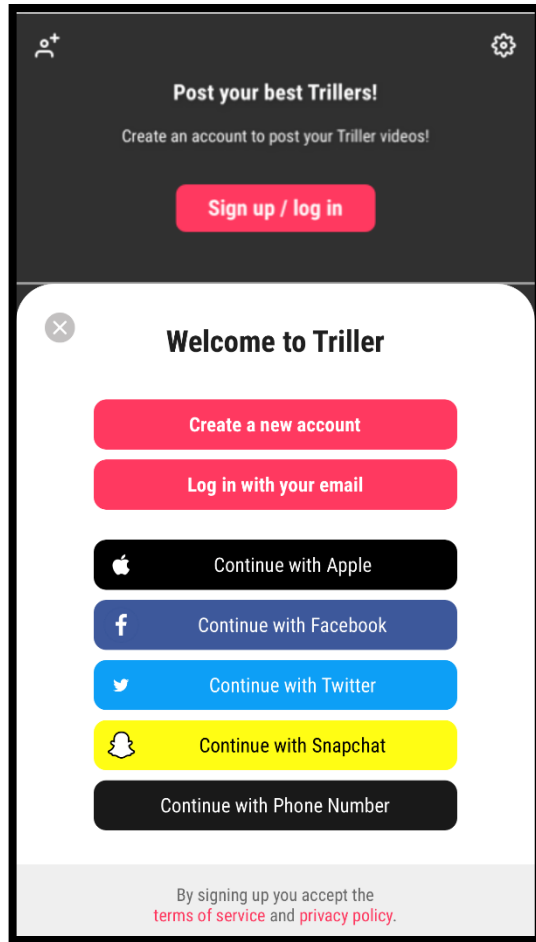 Post your best Trillers!
Create an account to post your Triller videos!
Sign up / log in
Welcome to Triller
Create a new account
Log in with your email
Continue with Apple
Continue with Facebook
Continue with Twitter
Continue with Snapchat
Continue with Phone Number
By signing up you accept the
terms of service and privacy policy.